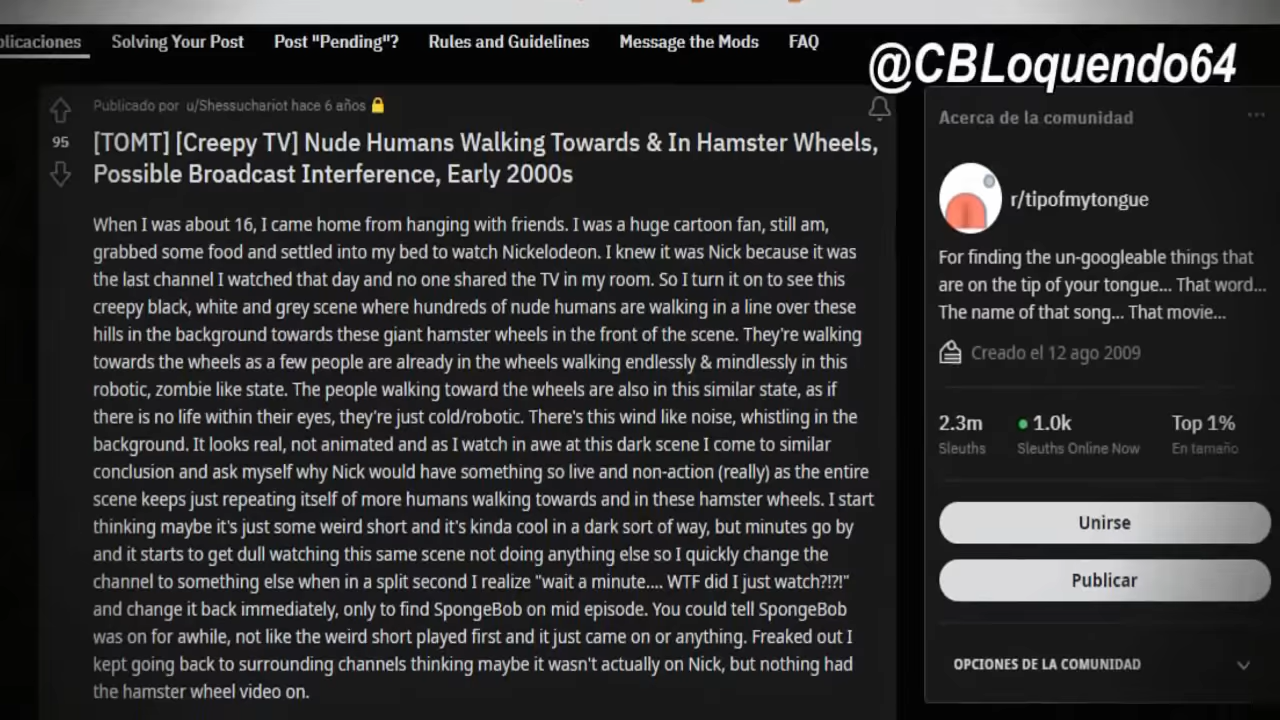 plicaciones Solving Your Post Post "Pending"? Rules and Guidelines Message the Mods FAQ
@CBLoquendo64
Publicado por u/Shessuchariot hace 6 años
95
[TOMT] [Creepy TV] Nude Humans Walking Towards & In Hamster Wheels,
Possible Broadcast Interference, Early 2000s
When I was about 16, I came home from hanging with friends. I was a huge cartoon fan, still am,
grabbed some food and settled into my bed to watch Nickelodeon. I knew it was Nick because it was
the last channel I watched that day and no one shared the TV in my room. So I turn it on to see this
creepy black, white and grey scene where hundreds of nude humans are walking in a line over these
hills in the background towards these giant hamster wheels in the front of the scene. They're walking
towards the wheels as a few people are already in the wheels walking endlessly & mindlessly in this
robotic, zombie like state. The people walking toward the wheels are also in this similar state, as if
there is no life within their eyes, they're just cold/robotic. There's this wind like noise, whistling in the
background. It looks real, not animated and as I watch in awe at this dark scene I come to similar
conclusion and ask myself why Nick would have something so live and non-action (really) as the entire
scene keeps just repeating itself of more humans walking towards and in these hamster wheels. I start
thinking maybe it's just some weird short and it's kinda cool in a dark sort of way, but minutes go by
and it starts to get dull watching this same scene not doing anything else so I quickly change the
channel to something else when in a split second I realize "wait a minute.... WTF did I just watch?!?!"
and change it back immediately, only to find SpongeBob on mid episode. You could tell SpongeBob
was on for awhile, not like the weird short played first and it just came on or anything. Freaked out I
kept going back to surrounding channels thinking maybe it wasn't actually on Nick, but nothing had
the hamster wheel video on.
Acerca de la comunidad
r/tipofmytongue
For finding the un-googleable things that
are on the tip of your tongue... That word...
The name of that song... That movie...
Creado el 12 ago 2009
2.3m 1.0k Top 1%
Sleuths Sleuths Online Now En tamaño
Unirse
Publicar
OPCIONES DE LA COMUNIDAD